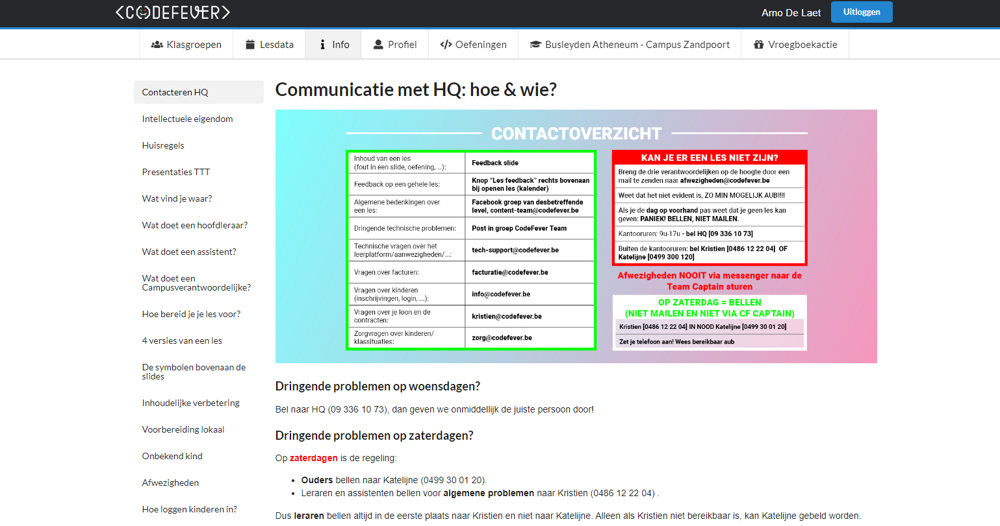 <CODEFEVER>
Arno De Laet
Uitloggen
Klasgroepen
Lesdata
Info
Profiel
Oefeningen
Busleyden Atheneum - Campus Zandpoort
Vroegboekactie
Contacteren HQ
Intellectuele eigendom
Huisregels
Presentaties TTT
Wat vind je waar?
Wat doet een hoofdleraar?
Wat doet een assistent?
Wat doet een
Campusverantwoordelijke?
Hoe bereid je je les voor?
4 versies van een les
De symbolen bovenaan de
slides
Inhoudelijke verbetering
Voorbereiding lokaal
Onbekend kind
Afwezigheden
Hoe loggen kinderen in?
Communicatie met HQ: hoe & wie?
CONTACTOVERZICHT
Inhoud van een les
(fout in een slide, oefening, ...):
Feedback slide
Feedback op een gehele les:
Knop “Les feedback” rechts bovenaan
bij openen les (kalender)
Algemene bedenkingen over
een les:
Facebook groep van desbetreffende
level, content-team@codefever.be
Dringende technische problemen:
Post in groep CodeFever Team
Technische vragen over het
leerplatform/aanwezigheden/...:
tech-support@codefever.be
Vragen over facturen:
facturatie@codefever.be
Vragen over kinderen
(inschrijvingen, login, ...):
info@codefever.be
Vragen over je loon en de
contracten:
kristien@codefever.be
Zorgvragen over kinderen/
klassituaties:
zorg@codefever.be
KAN JE ER EEN LES NIET ZIJN?
Breng de drie verantwoordelijken op de hoogte door een
mail te zenden naar afwezigheden@codefever.be
Weet dat het niet evident is, ZO MIN MOGELIJK AUB!!!!
Als je de dag op voorhand pas weet dat je geen les kan
geven: PANIEK! BELLEN, NIET MAILEN.
Kantooruren: 9u-17u - bel HQ [09 336 10 73]
Buiten de kantooruren: bel Kristien [0486 12 22 04] OF
Katelijne [0499 300 120]
Afwezigheden NOOIT via messenger naar de
Team Captain sturen
OP ZATERDAG = BELLEN
(NIET MAILEN EN NIET VIA CF CAPTAIN)
Kristien [0486 12 22 04] IN NOOD Katelijne [0499 30 01 20]
Zet je telefoon aan! Wees bereikbaar aub
Dringende problemen op woensdagen?
Bel naar HQ (09 336 10 73), dan geven we onmiddellijk de juiste persoon door!
Dringende problemen op zaterdagen?
Op zaterdagen is de regeling:
• Ouders bellen naar Katelijne (0499 30 01 20).
• Leraren en assistenten bellen voor algemene problemen naar Kristien (0486 12 22 04) .
Dus leraren bellen altijd in de eerste plaats naar Kristien en niet naar Katelijne. Alleen als Kristien niet bereikbaar is, kan Katelijne gebeld worden.